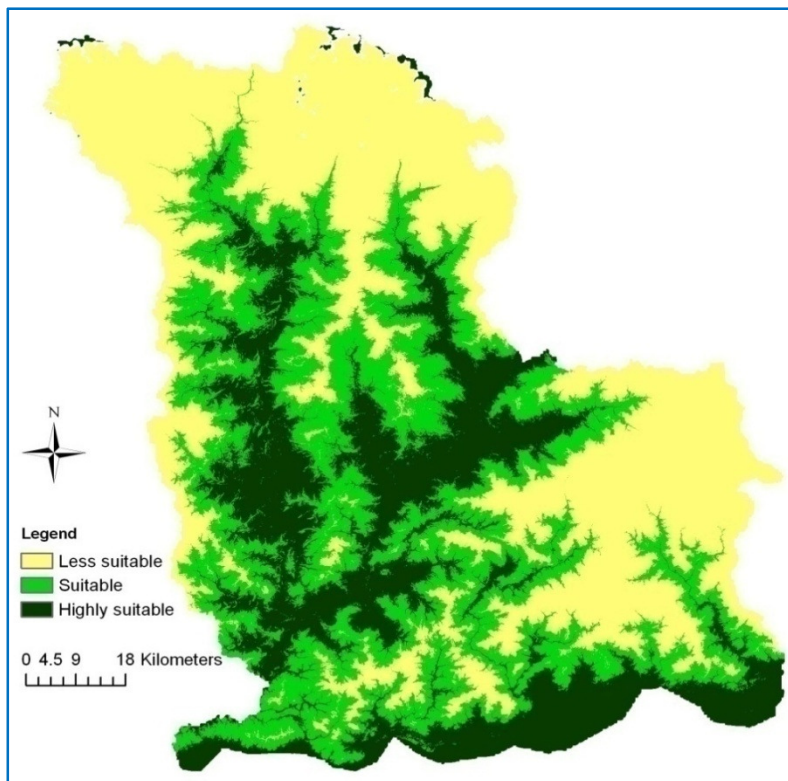 N
Legend
Less suitable
Suitable
Highly suitable
0 4.5 9 18 Kilometers